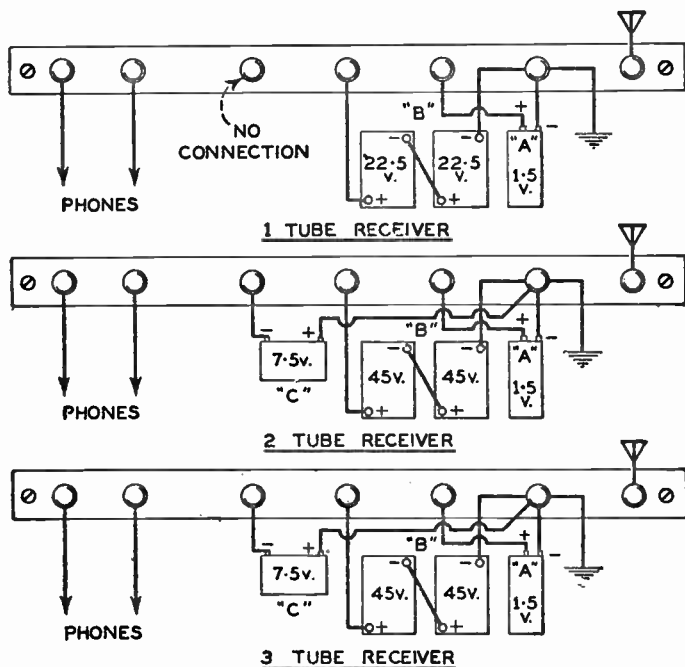 "B"
NO
CONNECTION
PHONES
- 22.5 v. +
- 22.5 v. +
+ "A" 1.5 v. -
1 TUBE RECEIVER
"B"
- 7.5v. +
"C"
- 45v. +
- 45v. +
+ "A" 1.5 v. -
PHONES
2 TUBE RECEIVER
"B"
- 7.5v. +
"C"
- 45v. +
- 45v. +
+ "A" 1.5 v. -
PHONES
3 TUBE RECEIVER